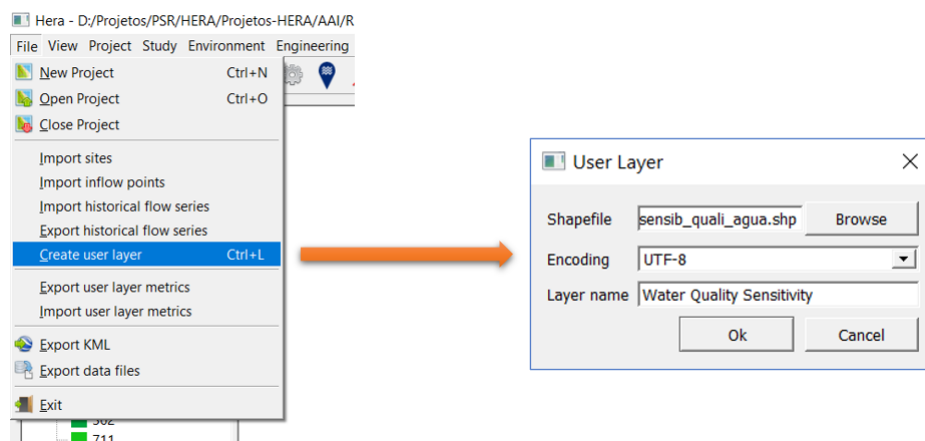 Hera - D:/Projetos/PSR/HERA/Projetos-HERA/AAI/R
File View Project Study Environment Engineering
New Project Ctrl+N
Open Project Ctrl+O
Close Project
Import sites
Import inflow points
Import historical flow series
Export historical flow series
Create user layer Ctrl+L
Export user layer metrics
Import user layer metrics
Export KML
Export data files
Exit
711
User Layer
Shapefile sensib_quali_agua.shp Browse
Encoding UTF-8
Layer name Water Quality Sensitivity
Ok Cancel